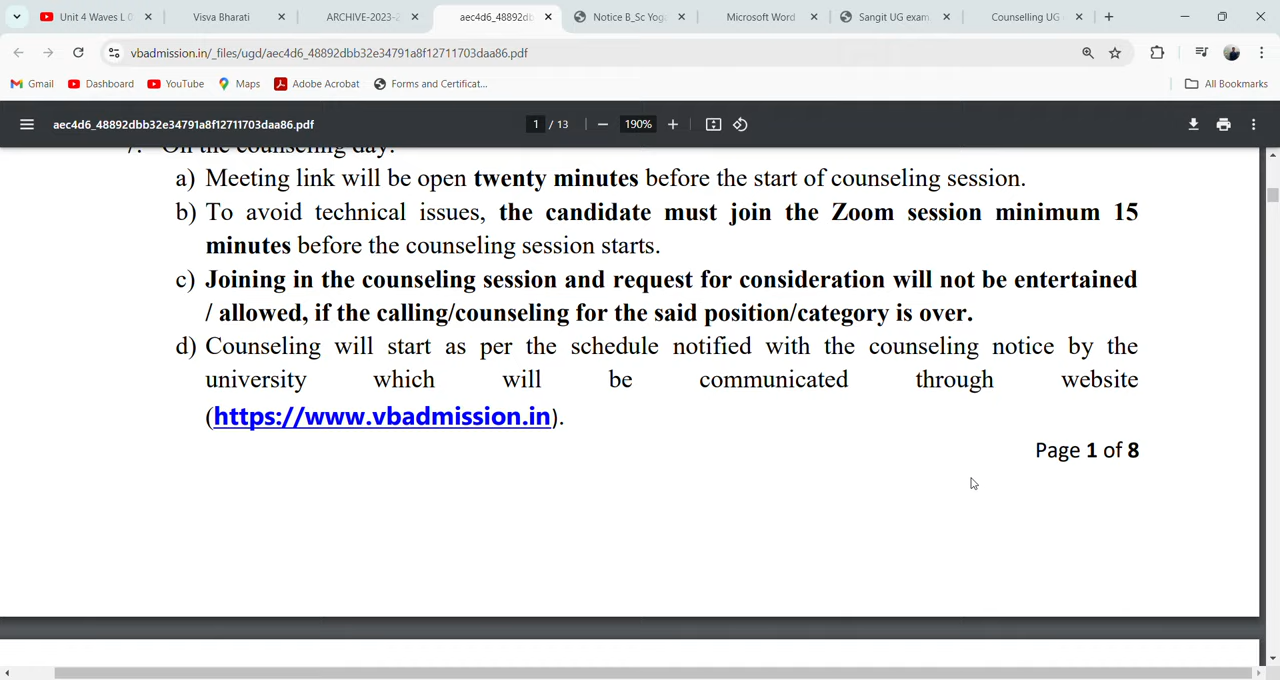 Unit 4 Waves L 0
Visva Bharati
ARCHIVE-2023-2
aec4d6_48892db
Notice B_Sc Yog
Microsoft Word
Sangit UG exam
Counselling UG
vbadmission.in/_files/ugd/aec4d6_48892dbb32e34791a8f12711703daa86.pdf
Gmail
Dashboard
YouTube
Maps
Adobe Acrobat
Forms and Certificat...
All Bookmarks
aec4d6_48892dbb32e34791a8f12711703daa86.pdf
1 / 13
190%
7. On the counseling day:
a) Meeting link will be open twenty minutes before the start of counseling session.
b) To avoid technical issues, the candidate must join the Zoom session minimum 15
minutes before the counseling session starts.
c) Joining in the counseling session and request for consideration will not be entertained
/ allowed, if the calling/counseling for the said position/category is over.
d) Counseling will start as per the schedule notified with the counseling notice by the
university which will be communicated through website
(https://www.vbadmission.in).
Page 1 of 8